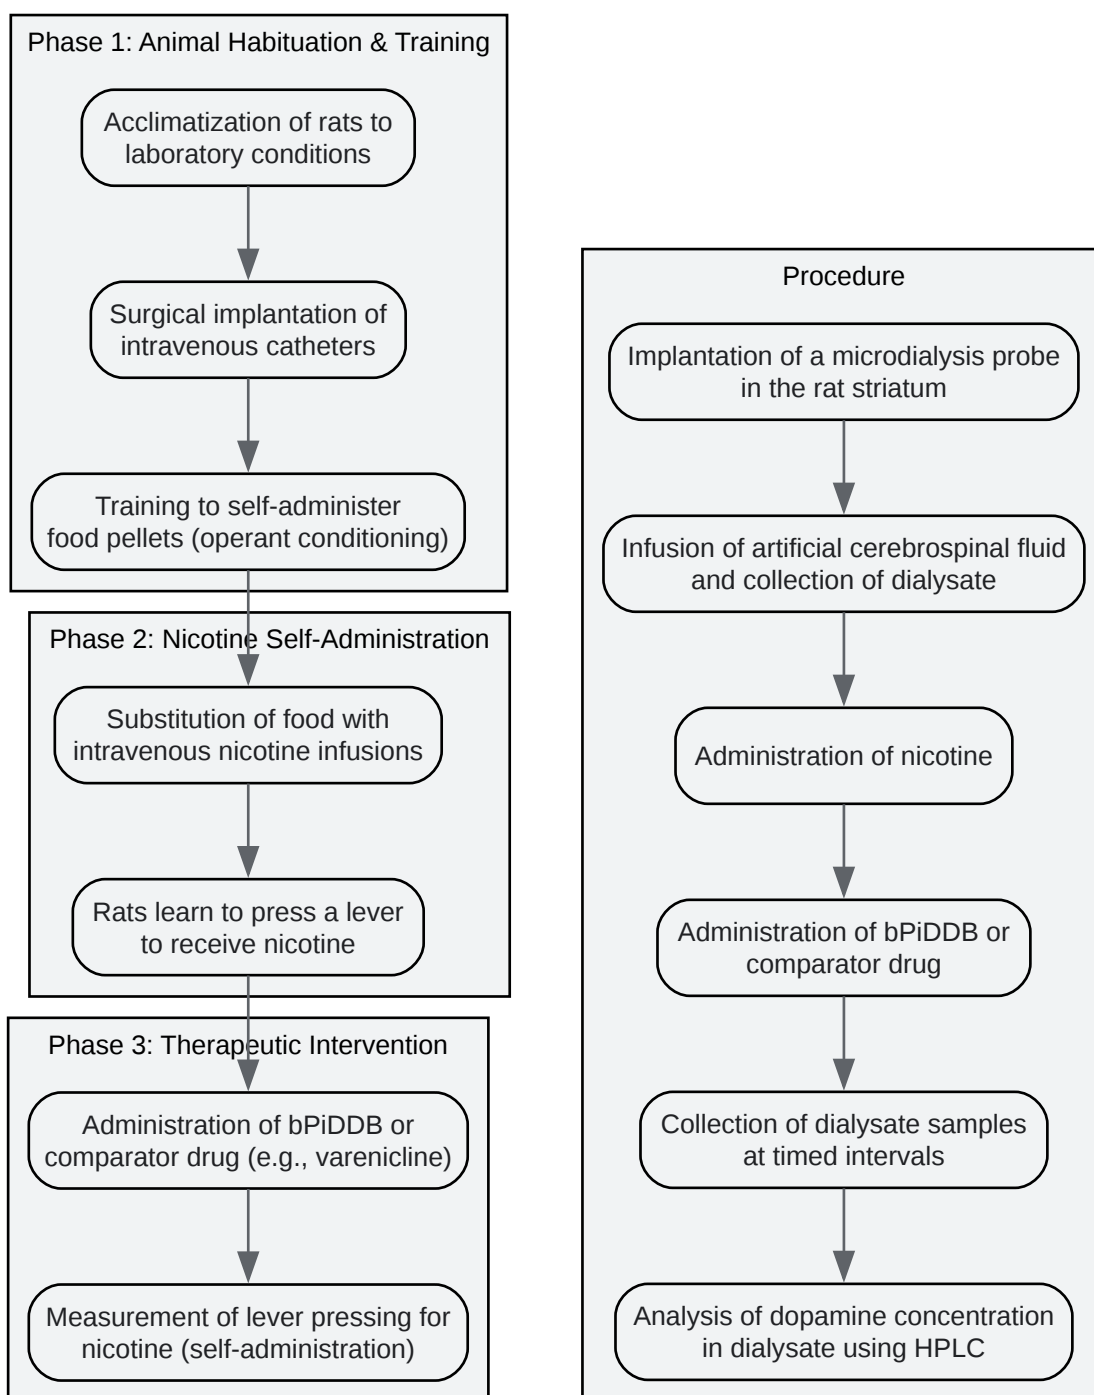 Phase 1: Animal Habituation & Training
Acclimatization of rats to
laboratory conditions
Surgical implantation of
intravenous catheters
Training to self-administer
food pellets (operant conditioning)
Phase 2: Nicotine Self-Administration
Substitution of food with
intravenous nicotine infusions
Rats learn to press a lever
to receive nicotine
Phase 3: Therapeutic Intervention
Administration of bPiDDB or
comparator drug (e.g., varenicline)
Measurement of lever pressing for
nicotine (self-administration)
Procedure
Implantation of a microdialysis probe
in the rat striatum
Infusion of artificial cerebrospinal fluid
and collection of dialysate
Administration of nicotine
Administration of bPiDDB or
comparator drug
Collection of dialysate samples
at timed intervals
Analysis of dopamine concentration
in dialysate using HPLC